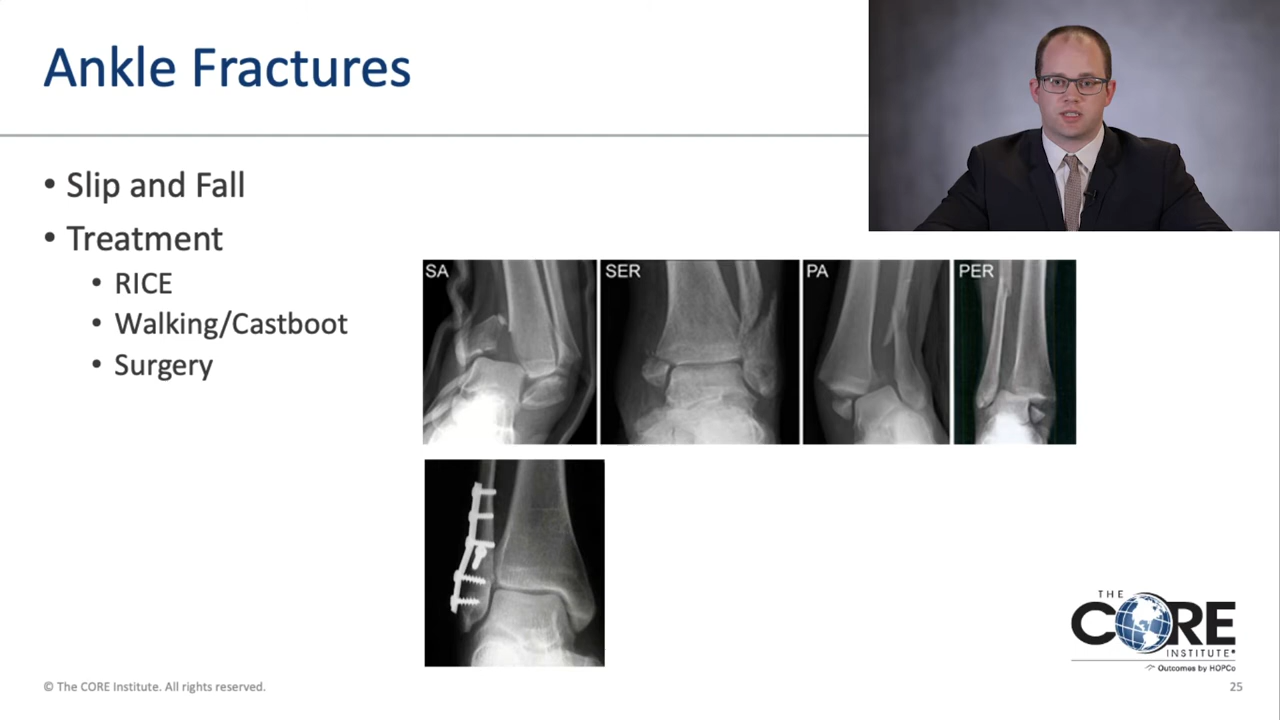 Ankle Fractures
• Slip and Fall
• Treatment
• RICE
• Walking/Castboot
• Surgery
SA
SER
PA
PER
THE
CORE
INSTITUTE®
Outcomes by HOPCo
© The CORE Institute. All rights reserved.
25